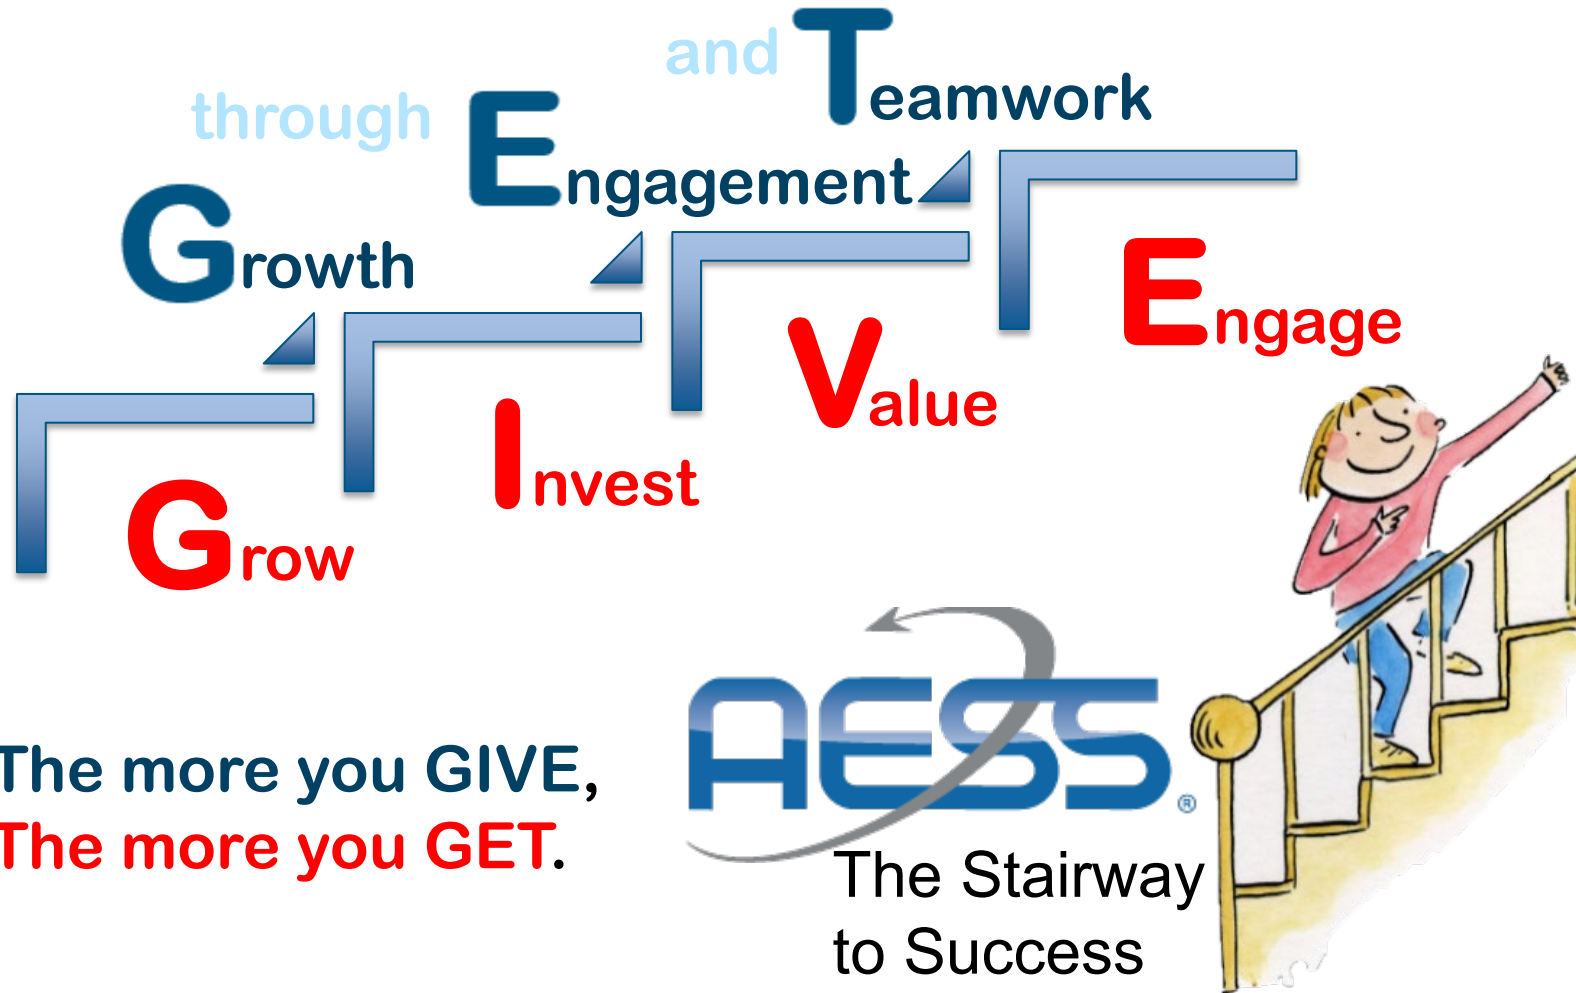 Growth through Engagement and Teamwork
Grow
Invest
Value
Engage
AESS®
The more you GIVE,
The more you GET.
The Stairway
to Success